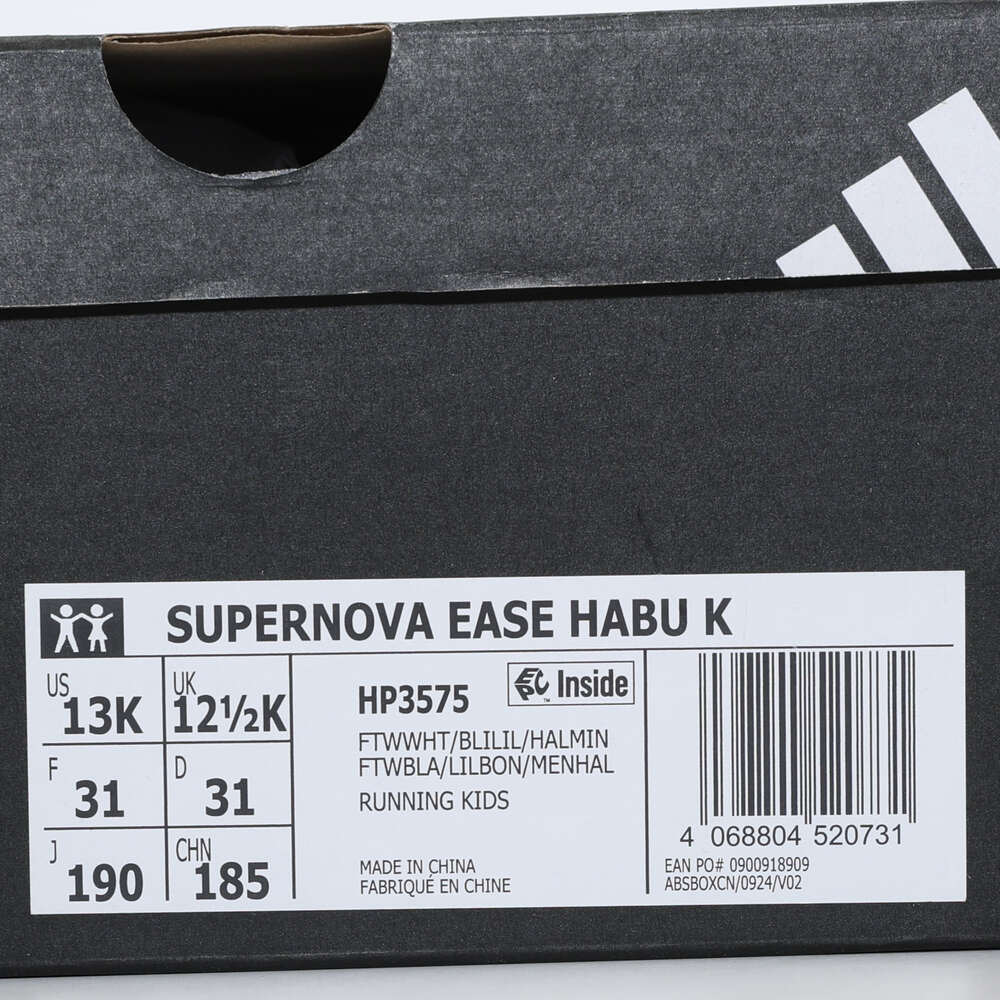 SUPERNOVA EASE HABU K
US 13K
UK 12½K
F 31
D 31
J 190
CHN 185
HP3575
EPC Inside
™
FTWWHT/BLILIL/HALMIN
FTWBLA/LILBON/MENHAL
RUNNING KIDS
MADE IN CHINA
FABRIQUÉ EN CHINE
4 068804 520731
EAN PO# 0900918909
ABSBOXCN/0924/V02